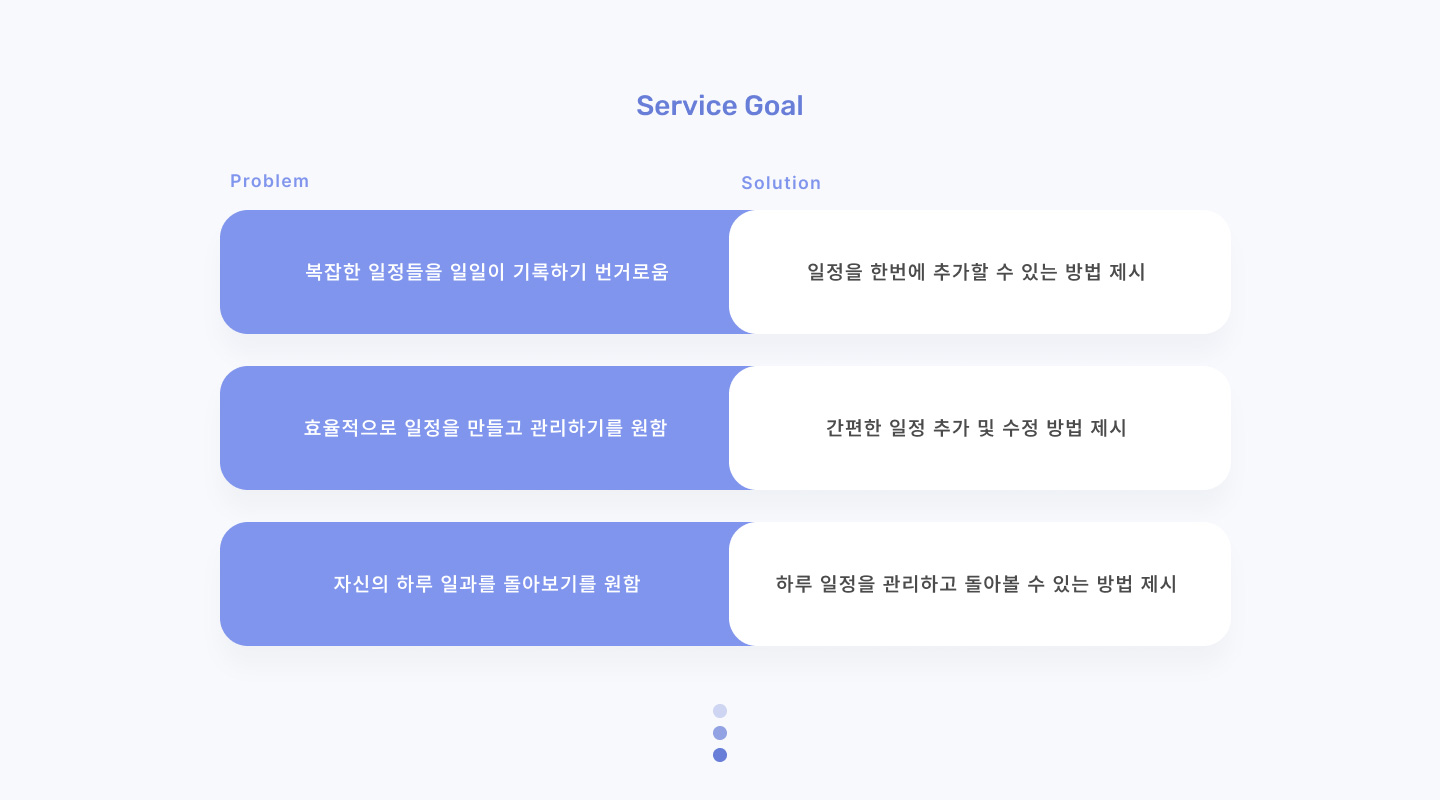 Service Goal
Problem
Solution
복잡한 일정들을 일일이 기록하기 번거로움
일정을 한번에 추가할 수 있는 방법 제시
효율적으로 일정을 만들고 관리하기를 원함
간편한 일정 추가 및 수정 방법 제시
자신의 하루 일과를 돌아보기를 원함
하루 일정을 관리하고 돌아볼 수 있는 방법 제시